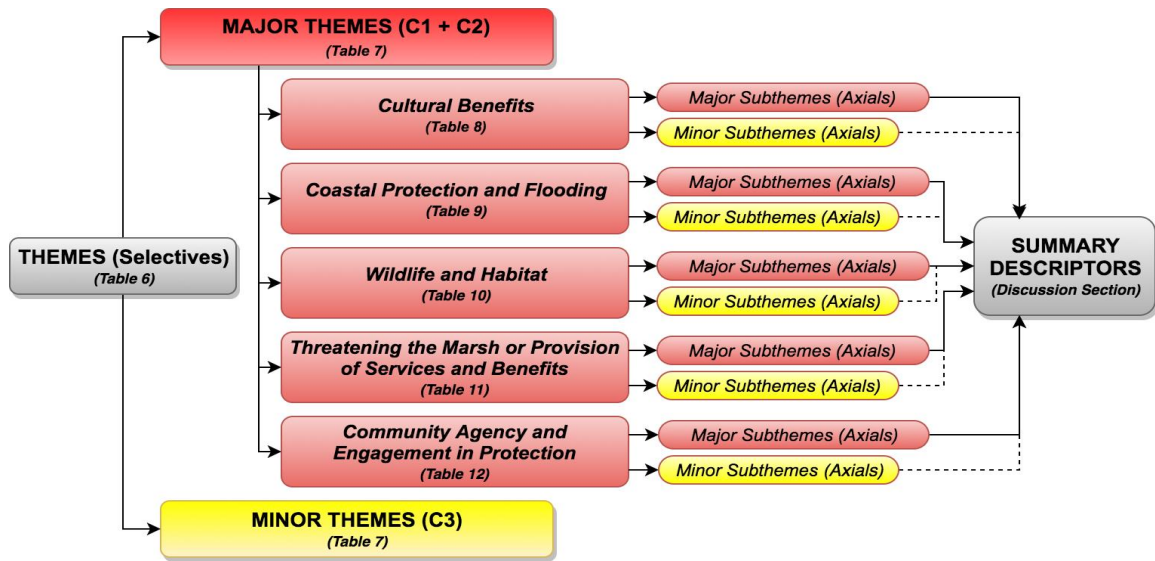 MAJOR THEMES (C1 + C2)
(Table 7)
Cultural Benefits
(Table 8)
Major Subthemes (Axials)
Minor Subthemes (Axials)
Coastal Protection and Flooding
(Table 9)
Major Subthemes (Axials)
Minor Subthemes (Axials)
THEMES (Selectives)
(Table 6)
Wildlife and Habitat
(Table 10)
Major Subthemes (Axials)
Minor Subthemes (Axials)
SUMMARY
DESCRIPTORS
(Discussion Section)
Threatening the Marsh or Provision
of Services and Benefits
(Table 11)
Major Subthemes (Axials)
Minor Subthemes (Axials)
Community Agency and
Engagement in Protection
(Table 12)
Major Subthemes (Axials)
Minor Subthemes (Axials)
MINOR THEMES (C3)
(Table 7)